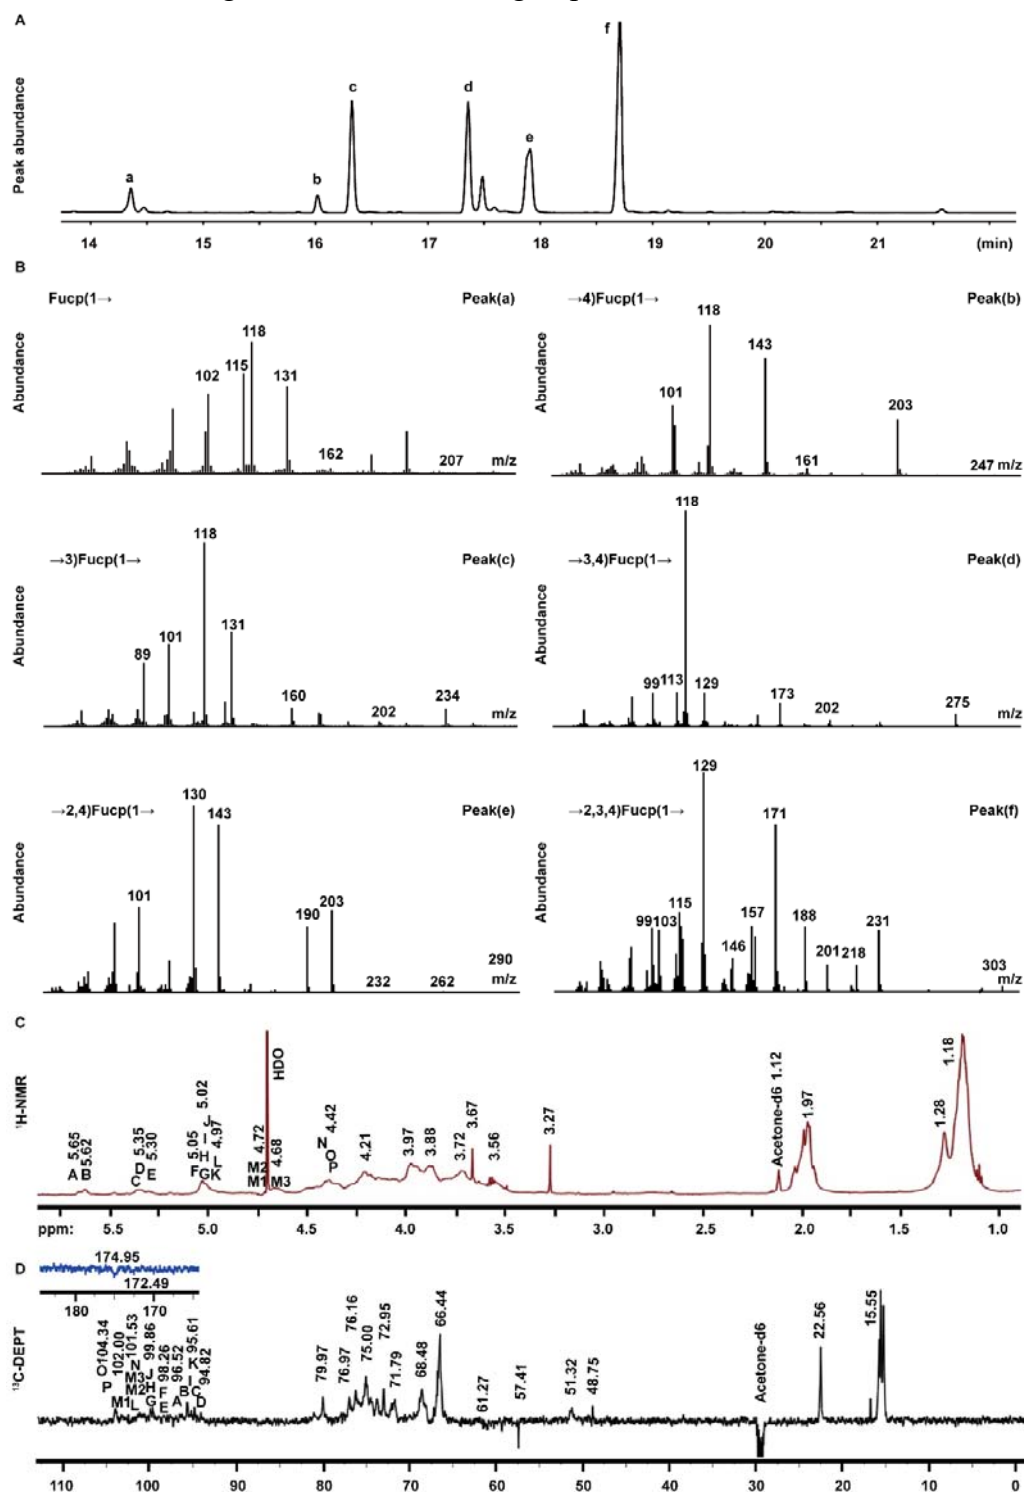 A
Peak abundance
a
b
c
d
e
f
14 15 16 17 18 19 20 21 (min)
B
Fucp(1→ Peak(a)
Abundance
102 115 118 131 162 207 m/z
→4)Fucp(1→ Peak(b)
Abundance
101 118 143 161 203 247 m/z
→3)Fucp(1→ Peak(c)
Abundance
89 101 118 131 160 202 234 m/z
→3,4)Fucp(1→ Peak(d)
Abundance
99 113 118 129 173 202 275 m/z
→2,4)Fucp(1→ Peak(e)
Abundance
101 130 143 190 203 232 262 290 m/z
→2,3,4)Fucp(1→ Peak(f)
Abundance
99 103 115 129 146 157 171 188 201 218 231 303 m/z
C
¹H-NMR
5.65 5.62 5.35 5.30 5.05 5.02 4.97 4.72 4.68 HDO 4.42 4.21 3.97 3.88 3.72 3.67 3.56 3.27 Acetone-d6 1.12 1.97 1.28 1.18
A B C D E F G H I J K L M2 M1 M3 N O P
ppm: 5.5 5.0 4.5 4.0 3.5 3.0 2.5 2.0 1.5 1.0
D
¹³C-DEPT
174.95
172.49
180 170
104.34 102.00 101.53 99.86 98.26 96.52 95.61 94.82 79.97 76.97 76.16 75.00 72.95 71.79 68.48 66.44 61.27 57.41 51.32 48.75 Acetone-d6 22.56 15.55
O P M1 N M3 M2 L J H G F E A B K I C D
110 100 90 80 70 60 50 40 30 20 10 0